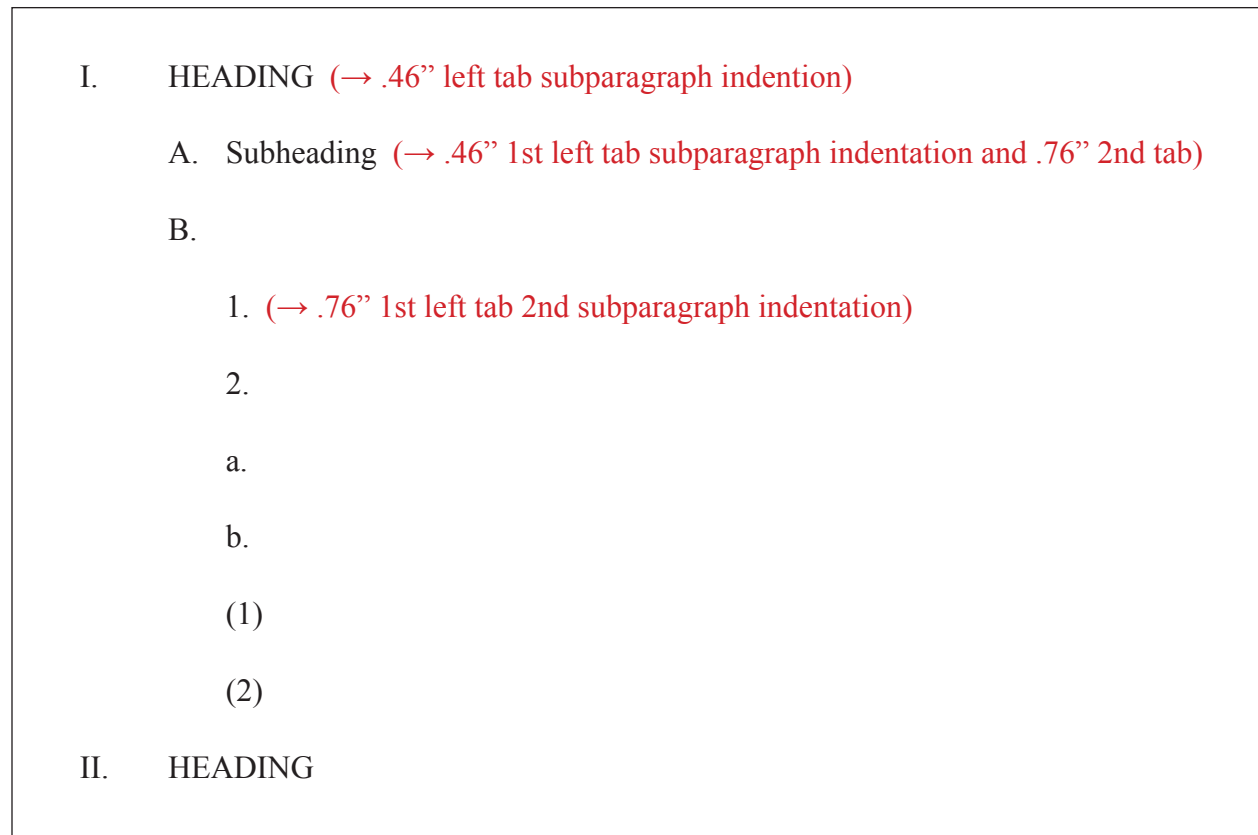 I. HEADING (→ .46” left tab subparagraph indention)
A. Subheading (→ .46” 1st left tab subparagraph indentation and .76” 2nd tab)
B.
1. (→ .76” 1st left tab 2nd subparagraph indentation)
2.
a.
b.
(1)
(2)
II. HEADING